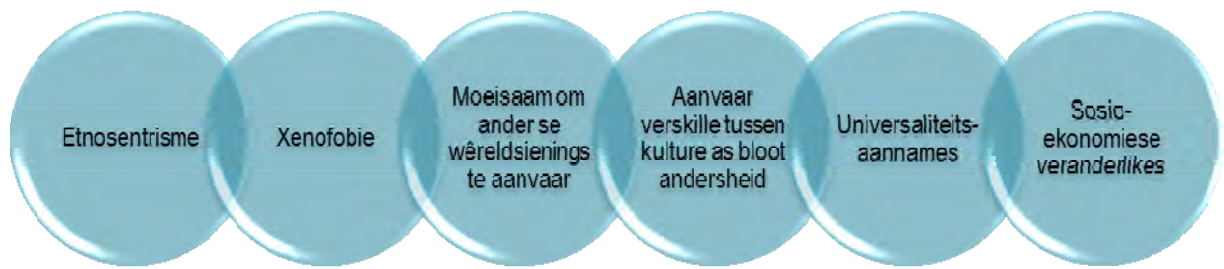 Etnosentrisme
Xenofobie
Moeisaam om
ander se
wêreldsienings
te aanvaar
Aanvaar
verskille tussen
kulture as bloot
andersheid
Universaliteits-
aannames
Sosio-
ekonomiese
veranderlikes